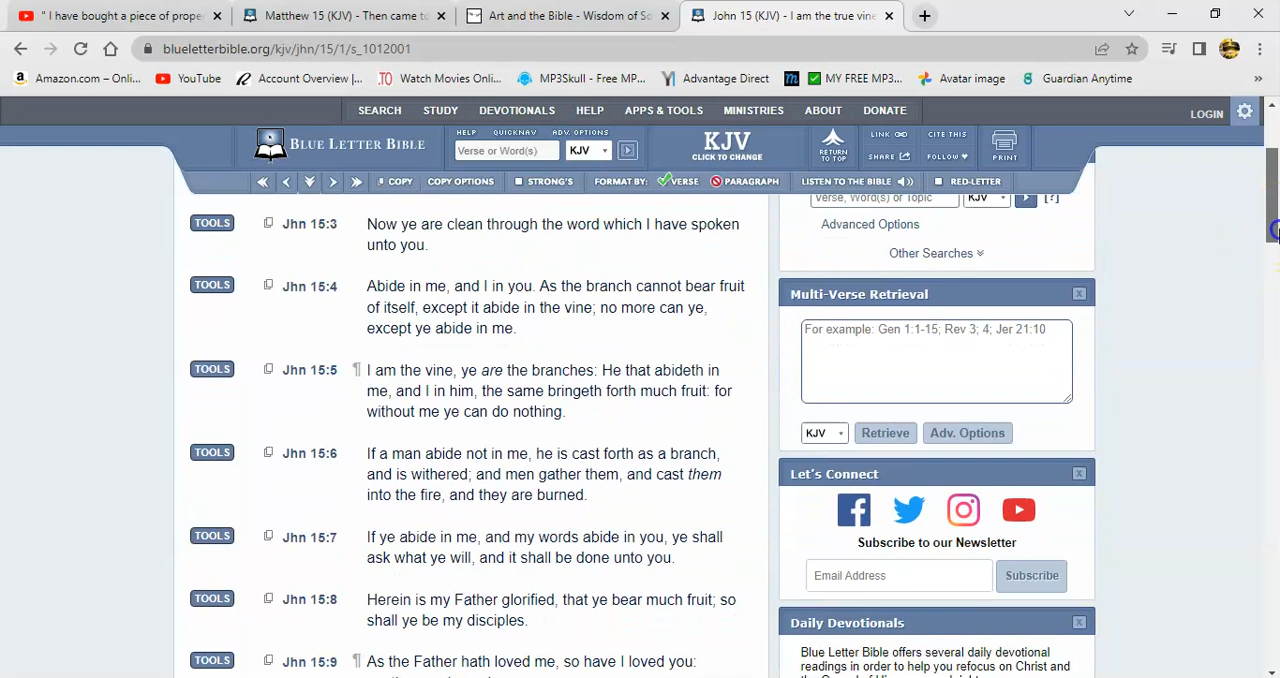 " I have bought a piece of prope
Matthew 15 (KJV) - Then came to
Art and the Bible - Wisdom of So
John 15 (KJV) - I am the true vine
blueletterbible.org/kjv/jhn/15/1/s_1012001
Amazon.com – Onli...
YouTube
Account Overview |...
Watch Movies Onlin...
MP3Skull - Free MP...
Advantage Direct
MY FREE MP3...
Avatar image
Guardian Anytime
SEARCH STUDY DEVOTIONALS HELP APPS & TOOLS MINISTRIES ABOUT DONATE
LOGIN
BLUE LETTER BIBLE
HELP QUICKNAV ADV. OPTIONS
Verse or Word(s)
KJV
KJV
CLICK TO CHANGE
RETURN
TO TOP
LINK
CITE THIS
SHARE
FOLLOW
PRINT
COPY COPY OPTIONS STRONG'S FORMAT BY: VERSE PARAGRAPH LISTEN TO THE BIBLE RED-LETTER
TOOLS Jhn 15:3 Now ye are clean through the word which I have spoken
unto you.
TOOLS Jhn 15:4 Abide in me, and I in you. As the branch cannot bear fruit
of itself, except it abide in the vine; no more can ye,
except ye abide in me.
TOOLS Jhn 15:5 ¶ I am the vine, ye are the branches: He that abideth in
me, and I in him, the same bringeth forth much fruit: for
without me ye can do nothing.
TOOLS Jhn 15:6 If a man abide not in me, he is cast forth as a branch,
and is withered; and men gather them, and cast them
into the fire, and they are burned.
TOOLS Jhn 15:7 If ye abide in me, and my words abide in you, ye shall
ask what ye will, and it shall be done unto you.
TOOLS Jhn 15:8 Herein is my Father glorified, that ye bear much fruit; so
shall ye be my disciples.
TOOLS Jhn 15:9 ¶ As the Father hath loved me, so have I loved you:
Verse, Word(s) or Topic KJV [?]
Advanced Options
Other Searches
Multi-Verse Retrieval
For example: Gen 1:1-15; Rev 3; 4; Jer 21:10
KJV Retrieve Adv. Options
Let's Connect
Subscribe to our Newsletter
Email Address Subscribe
Daily Devotionals
Blue Letter Bible offers several daily devotional
readings in order to help you refocus on Christ and